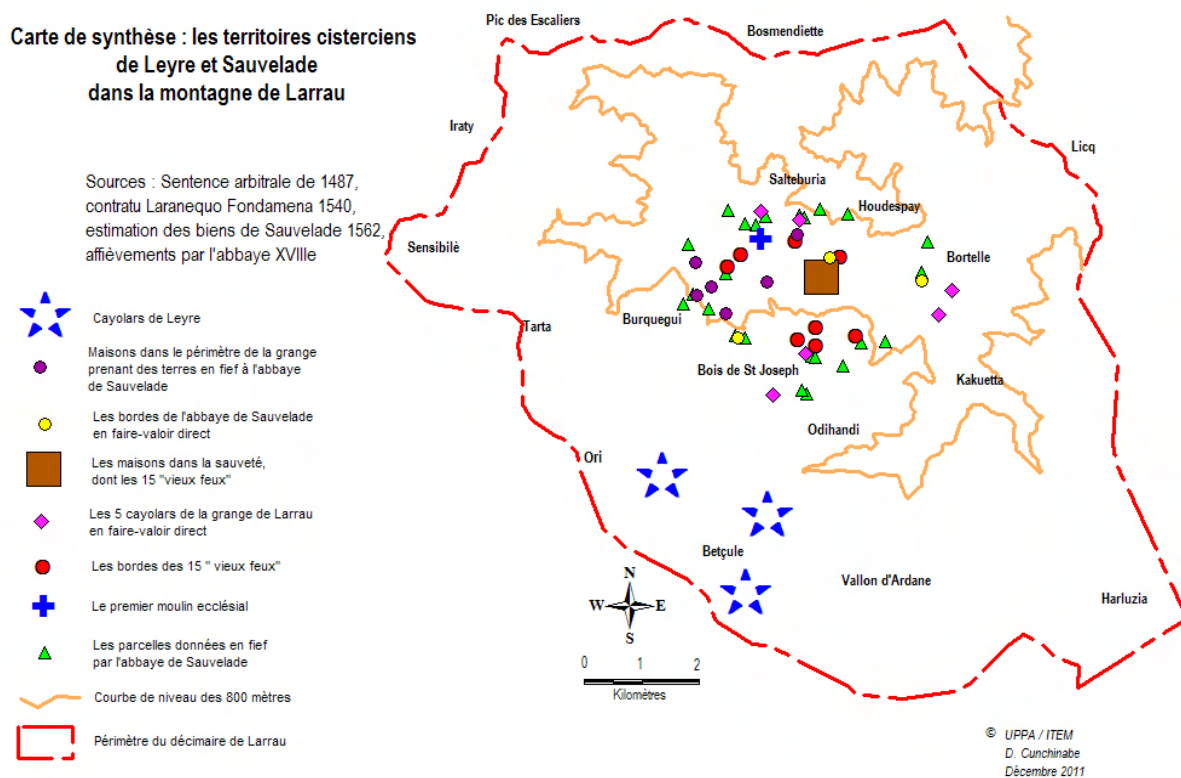 Carte de synthèse : les territoires cisterciens
de Leyre et Sauvelade
dans la montagne de Larrau
Sources : Sentence arbitrale de 1487,
contratu Laranequo Fondamena 1540,
estimation des biens de Sauvelade 1562,
affièvements par l'abbaye XVIIIe
Cayolars de Leyre
Maisons dans le périmètre de la grange
prenant des terres en fief à l'abbaye
de Sauvelade
Les bordes de l'abbaye de Sauvelade
en faire-valoir direct
Les maisons dans la sauveté,
dont les 15 "vieux feux"
Les 5 cayolars de la grange de Larrau
en faire-valoir direct
Les bordes des 15 " vieux feux"
Le premier moulin ecclésial
Les parcelles données en fief
par l'abbaye de Sauvelade
Courbe de niveau des 800 mètres
Périmètre du décimaire de Larrau
Pic des Escaliers
Bosmendiette
Iraty
Licq
Salteburia
Houdespay
Sensibilè
Bortelle
Tarta
Burquegui
Bois de St Joseph
Kakuetta
Odihandi
Ori
Betçule
Vallon d'Ardane
Harluzia
N
W
E
S
0 1 2
Kilomètres
© UPPA / ITEM
D. Cunchinabe
Décembre 2011